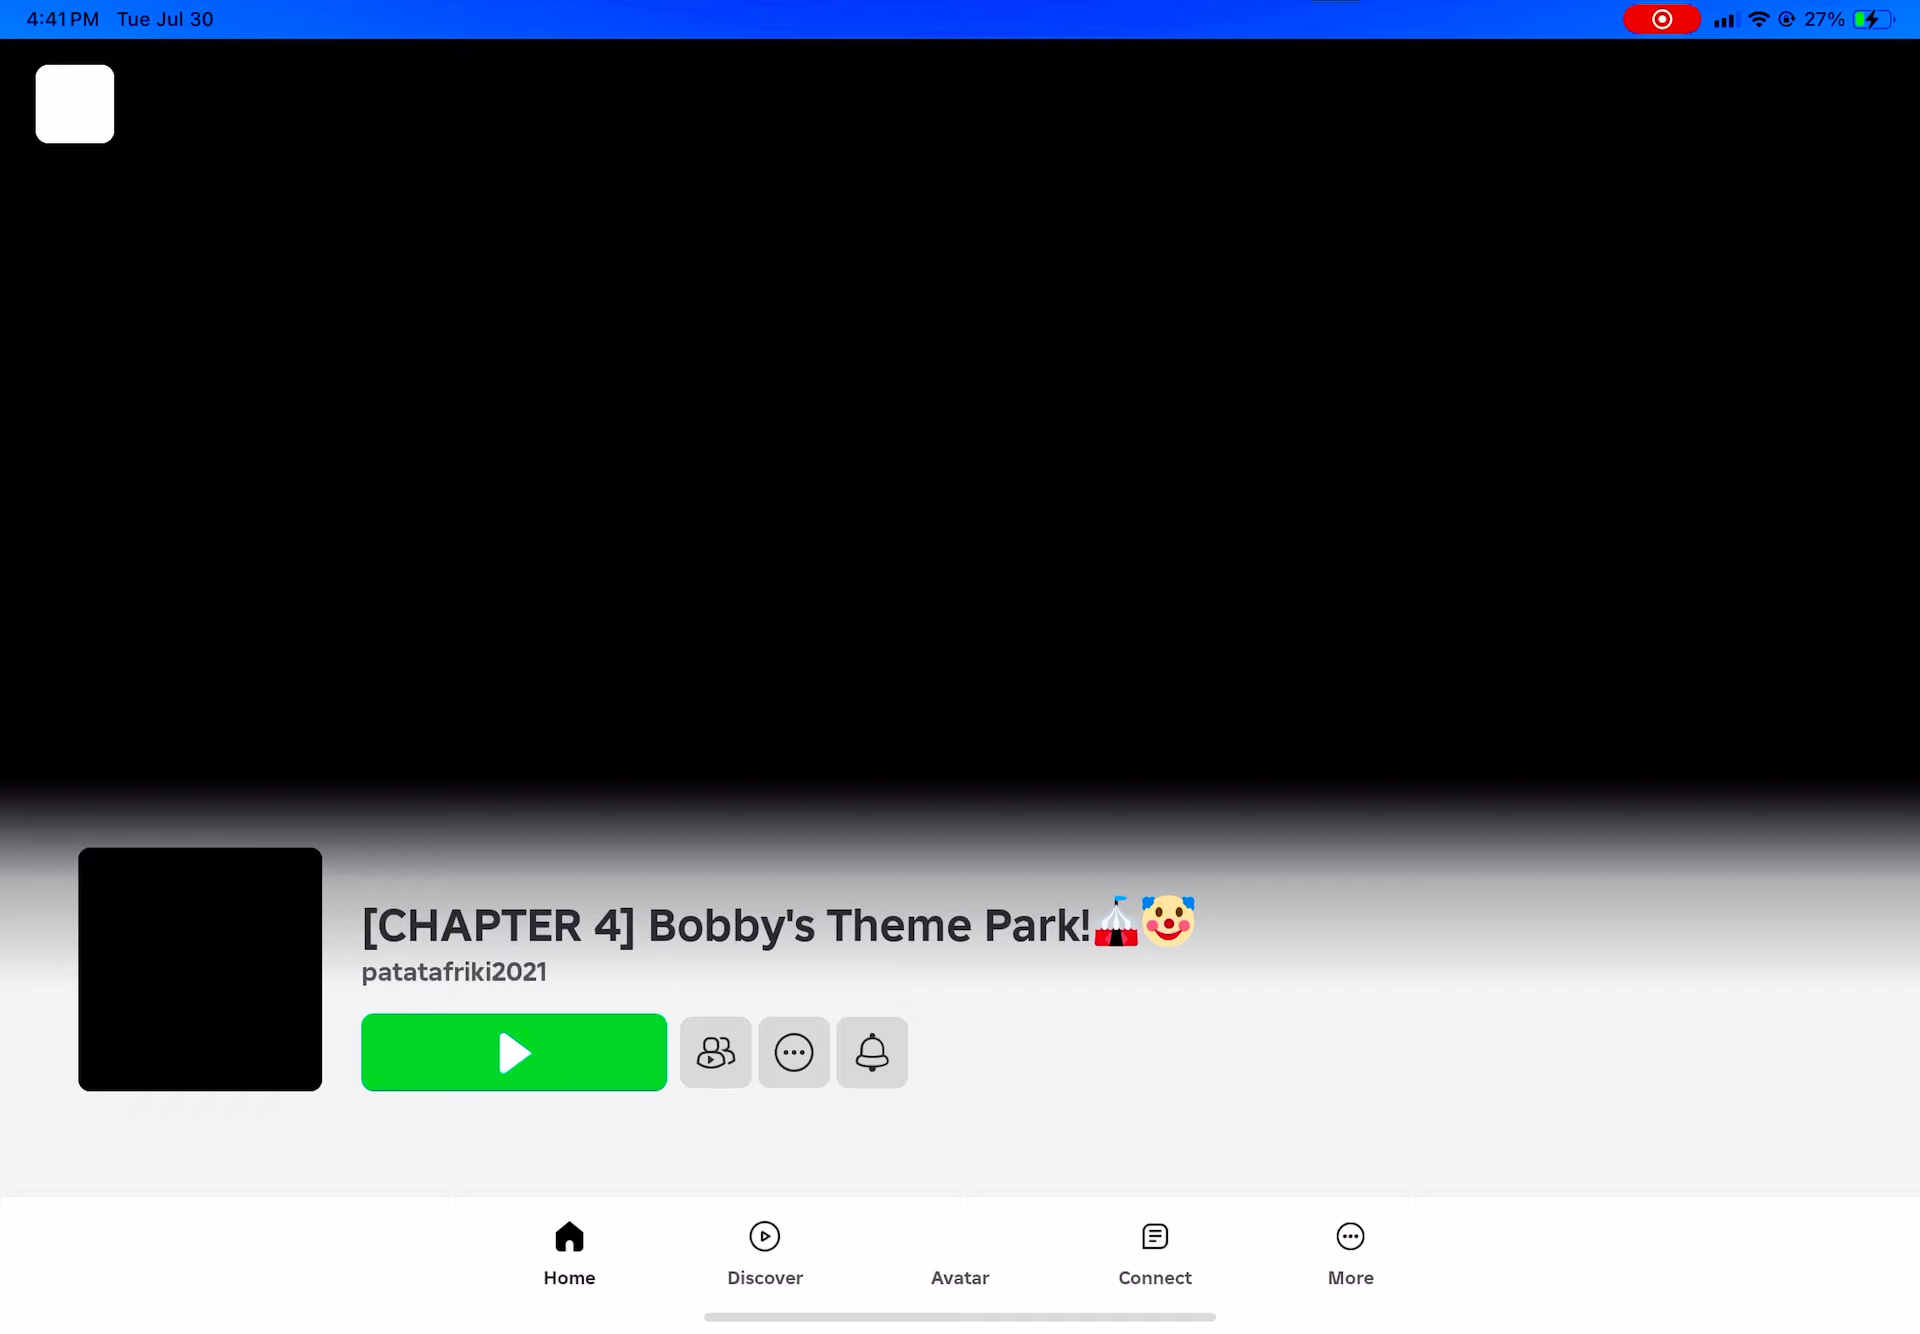 4:41 PM Tue Jul 30
27%
[CHAPTER 4] Bobby's Theme Park!🎪🤡
patatafriki2021
Home
Discover
Avatar
Connect
More